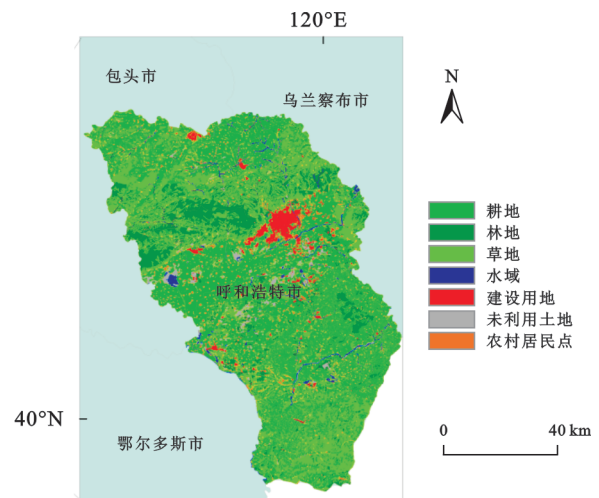 120°E
包头市
乌兰察布市
N
耕地
林地
草地
水域
呼和浩特市
建设用地
未利用土地
农村居民点
40°N
鄂尔多斯市
0 40 km